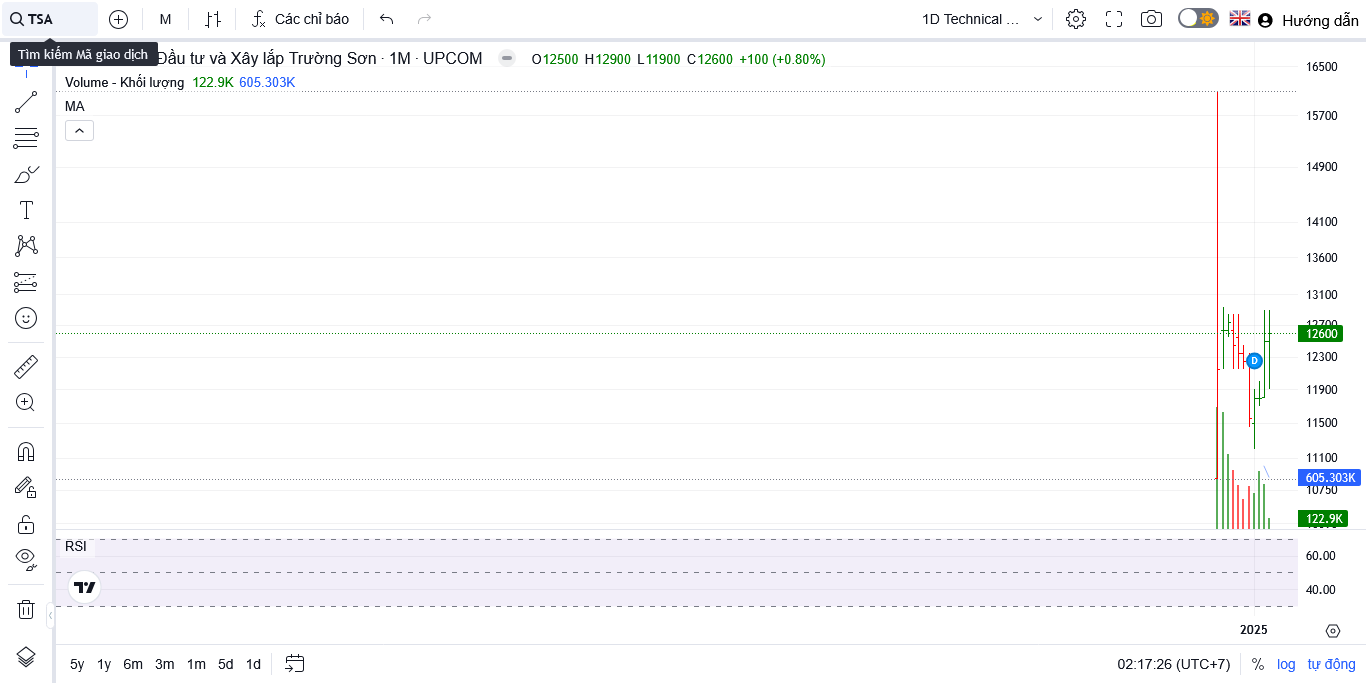 TSA
M
Các chỉ báo
1D Technical ...
Hướng dẫn
Tìm kiếm Mã giao dịch
Đầu tư và Xây lắp Trường Sơn · 1M · UPCOM
O12500 H12900 L11900 C12600 +100 (+0.80%)
Volume - Khối lượng 122.9K 605.303K
MA
16500
15700
14900
14100
13600
13100
12700
12600
12300
D
11900
11500
11100
605.303K
10750
122.9K
RSI
60.00
40.00
2025
5y 1y 6m 3m 1m 5d 1d
02:17:26 (UTC+7)
%
log
tự động